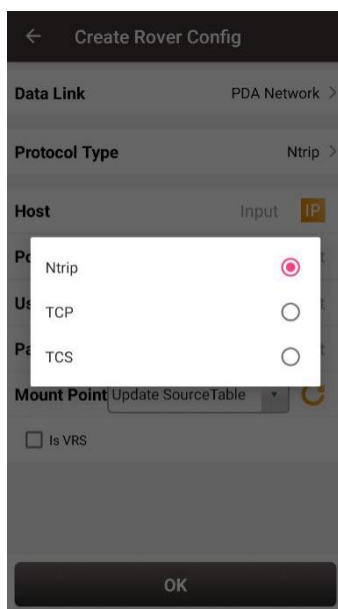 Create Rover Config
Data Link PDA Network
Protocol Type Ntrip
Host Input IP
Ntrip
TCP
TCS
Mount Point Update SourceTable
Is VRS
OK